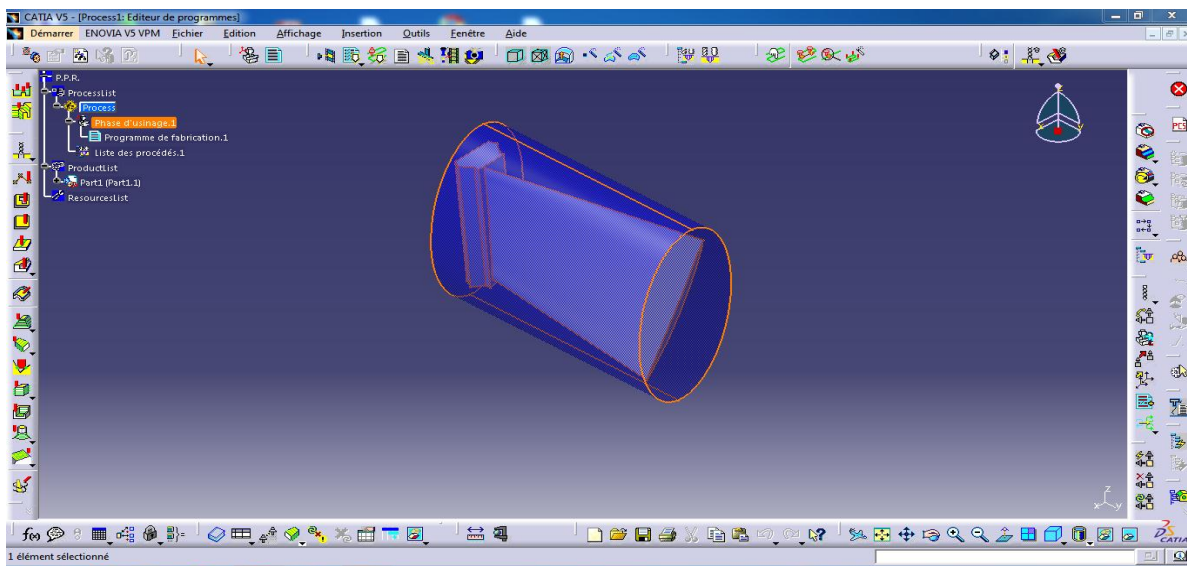 CATIA V5 - [Process1: Editeur de programmes]
Démarrer ENOVIA V5 VPM Fichier Edition Affichage Insertion Outils Fenêtre Aide
P.P.R.
ProcessList
Process
Phase d'usinage.1
Programme de fabrication.1
Liste des procédés.1
ProductList
Part1 (Part1.1)
ResourcesList
PCS
z
x y
f(x)
CATIA
1 élément sélectionné